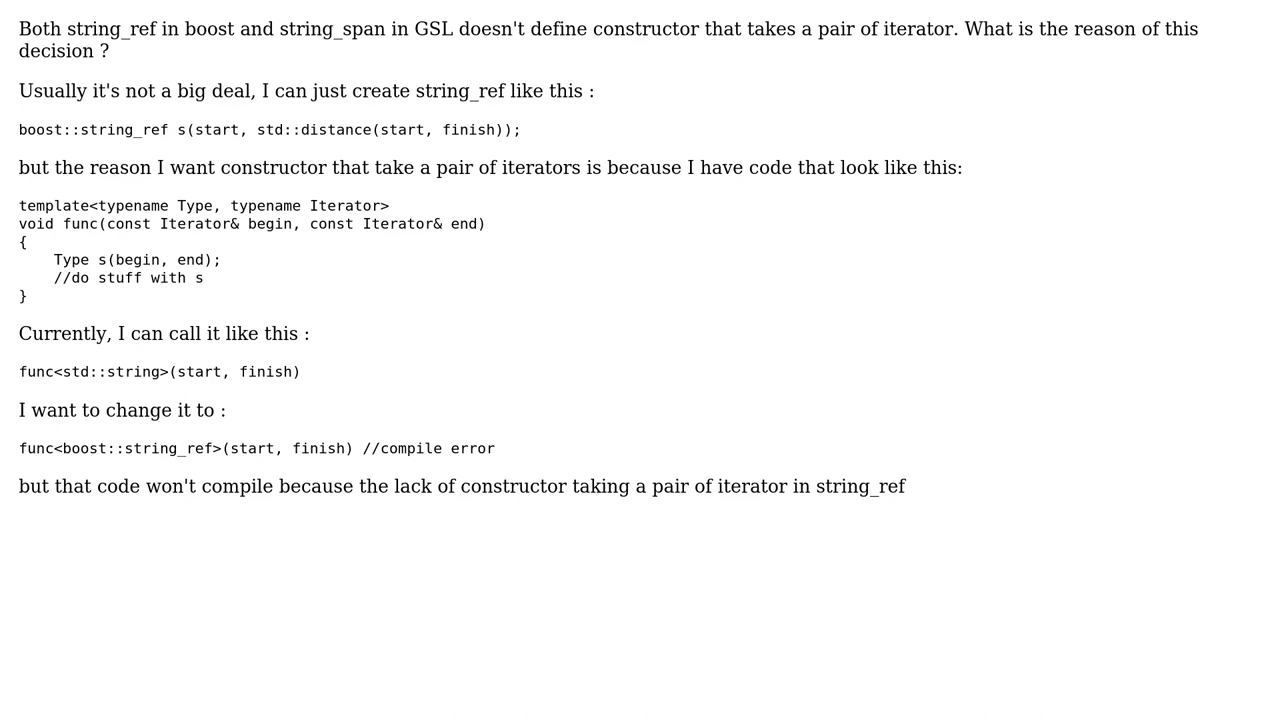 Both string_ref in boost and string_span in GSL doesn't define constructor that takes a pair of iterator. What is the reason of this
decision ?
Usually it's not a big deal, I can just create string_ref like this :
boost::string_ref s(start, std::distance(start, finish));
but the reason I want constructor that take a pair of iterators is because I have code that look like this:
template<typename Type, typename Iterator>
void func(const Iterator& begin, const Iterator& end)
{
    Type s(begin, end);
    //do stuff with s
}
Currently, I can call it like this :
func<std::string>(start, finish)
I want to change it to :
func<boost::string_ref>(start, finish) //compile error
but that code won't compile because the lack of constructor taking a pair of iterator in string_ref